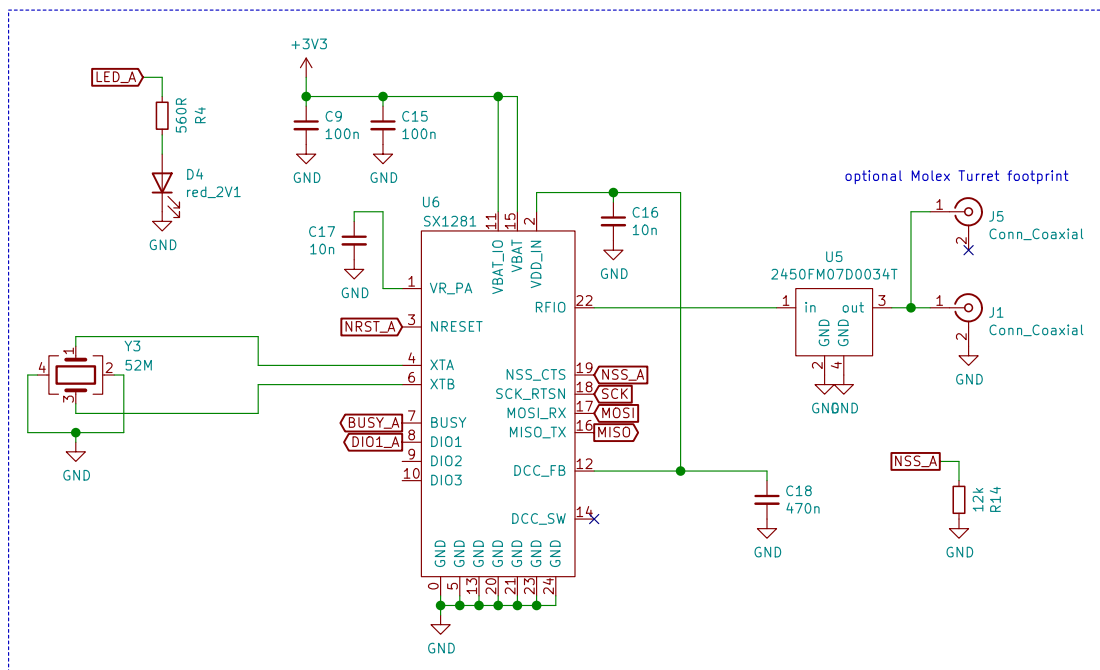 +3V3
LED_A
560R
R4
C9
100n
C15
100n
GND
GND
D4
red_2V1
GND
optional Molex Turret footprint
1
2
J5
Conn_Coaxial
U6
SX1281
C17
10n
GND
C16
10n
GND
11
15
2
VBAT_IO
VBAT
VDD_IN
U5
2450FM07D0034T
1
VR_PA
RFIO
22
1
in
out
3
GND
GND
2
4
GND
GND
1
2
J1
Conn_Coaxial
GND
NRST_A
3
NRESET
Y3
52M
1
4
2
3
GND
4
XTA
6
XTB
NSS_CTS
19
NSS_A
SCK_RTSN
18
SCK
MOSI_RX
17
MOSI
MISO_TX
16
MISO
BUSY_A
7
BUSY
DIO1_A
8
DIO1
9
DIO2
10
DIO3
DCC_FB
12
DCC_SW
14
C18
470n
GND
NSS_A
12k
R14
GND
GND
GND
GND
GND
GND
GND
GND
0
5
13
20
21
23
24
GND